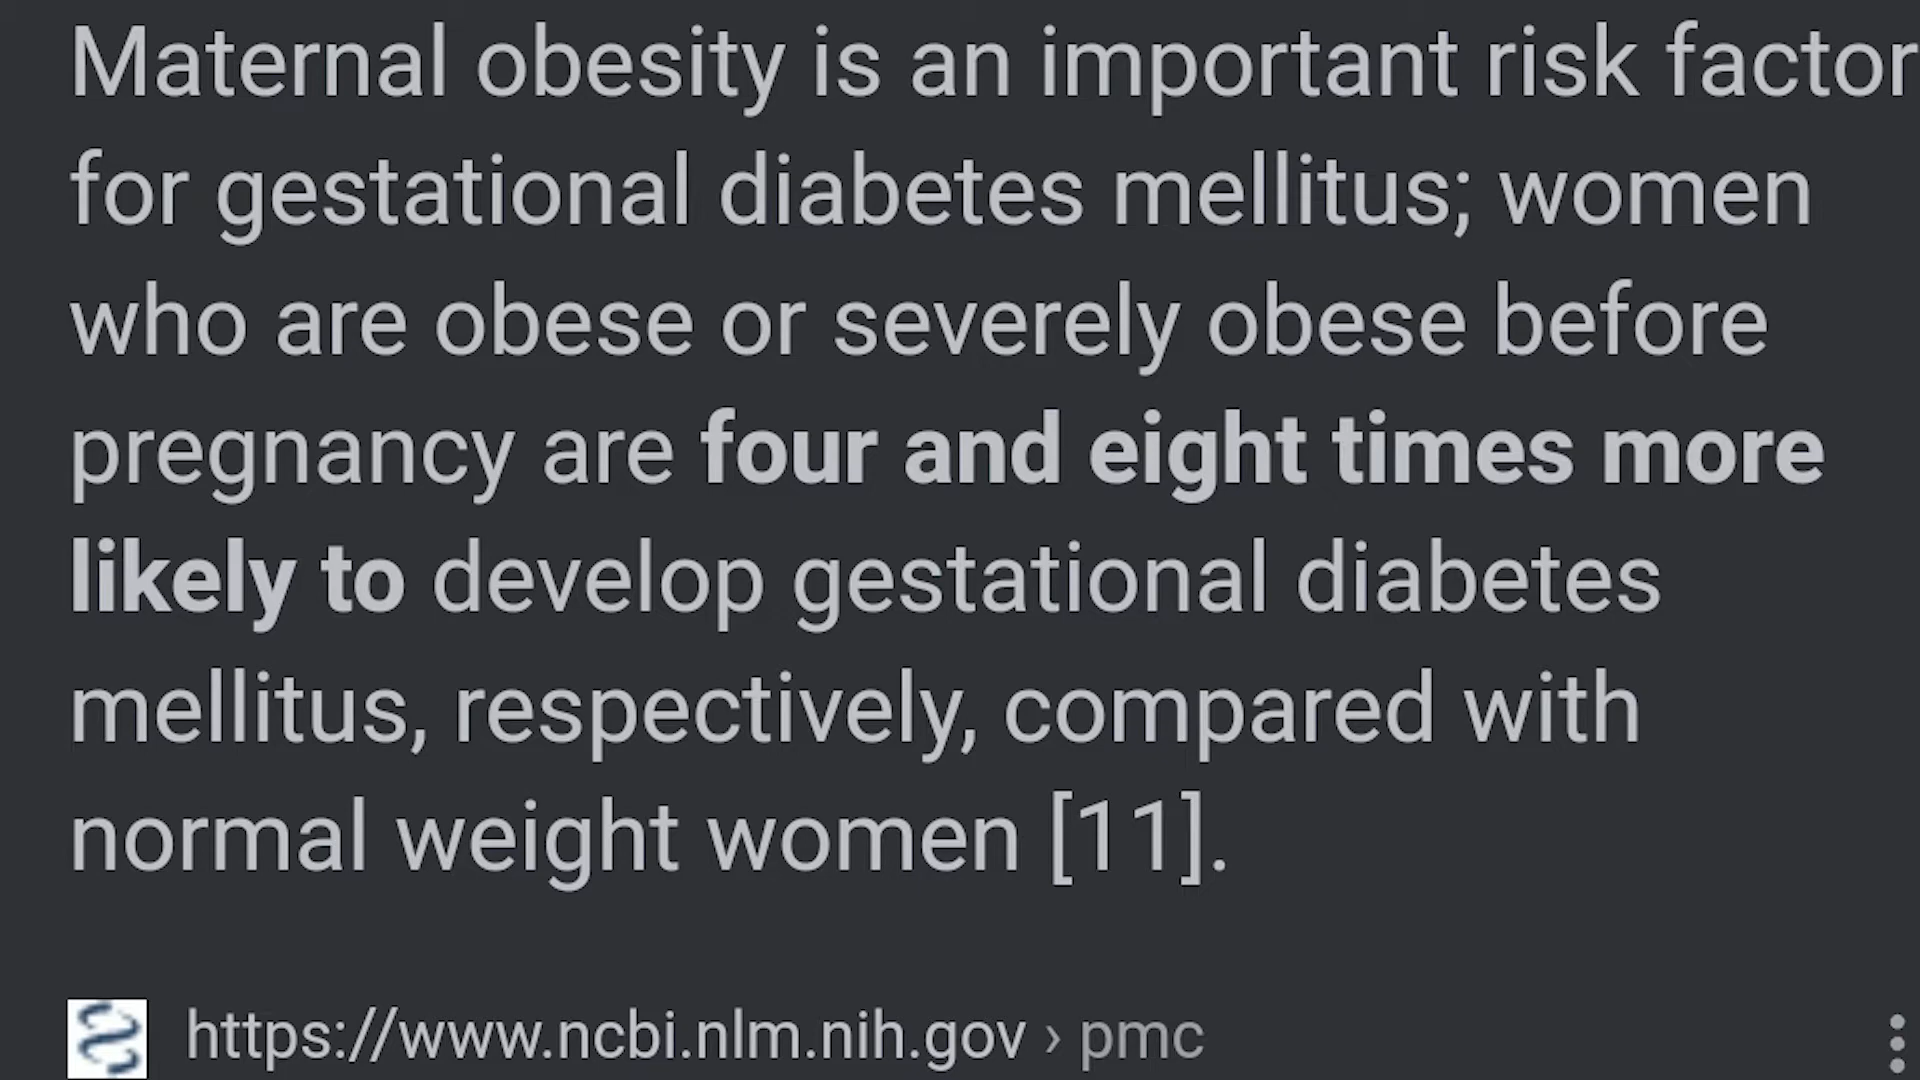 Maternal obesity is an important risk factor
for gestational diabetes mellitus; women
who are obese or severely obese before
pregnancy are four and eight times more
likely to develop gestational diabetes
mellitus, respectively, compared with
normal weight women [11].
https://www.ncbi.nlm.nih.gov › pmc